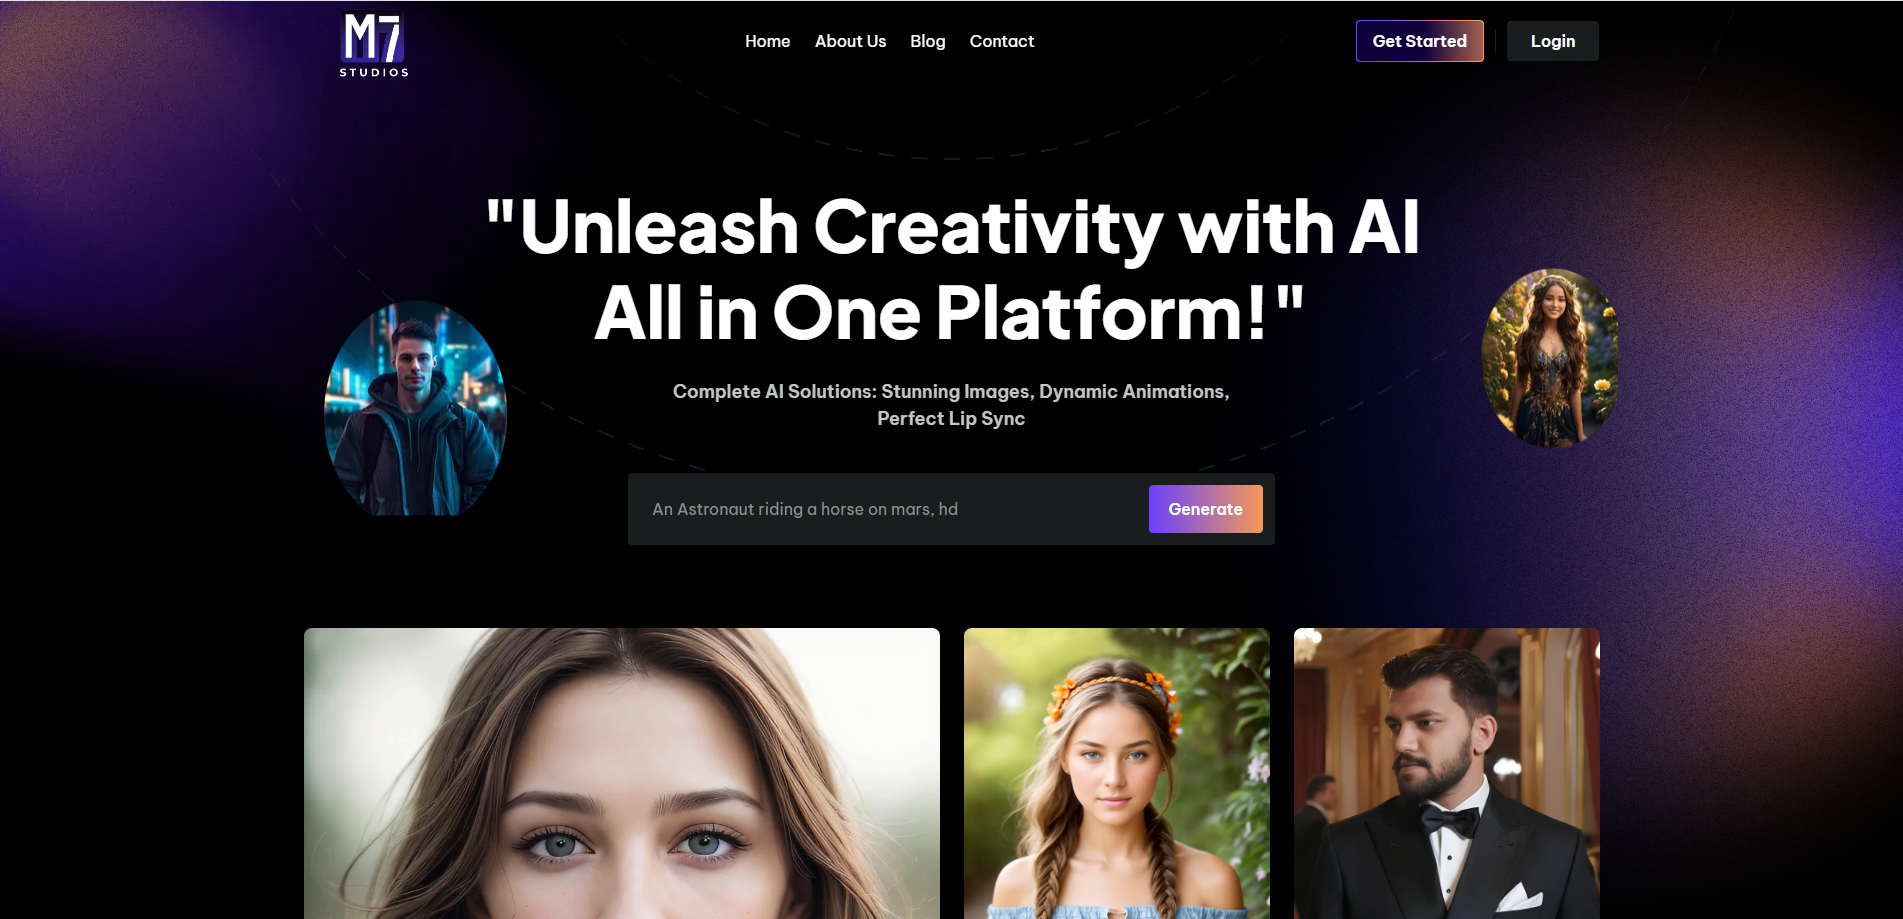 M7
STUDIOS
Home About Us Blog Contact
Get Started
Login
"Unleash Creativity with AI
All in One Platform!"
Complete AI Solutions: Stunning Images, Dynamic Animations,
Perfect Lip Sync
An Astronaut riding a horse on mars, hd
Generate